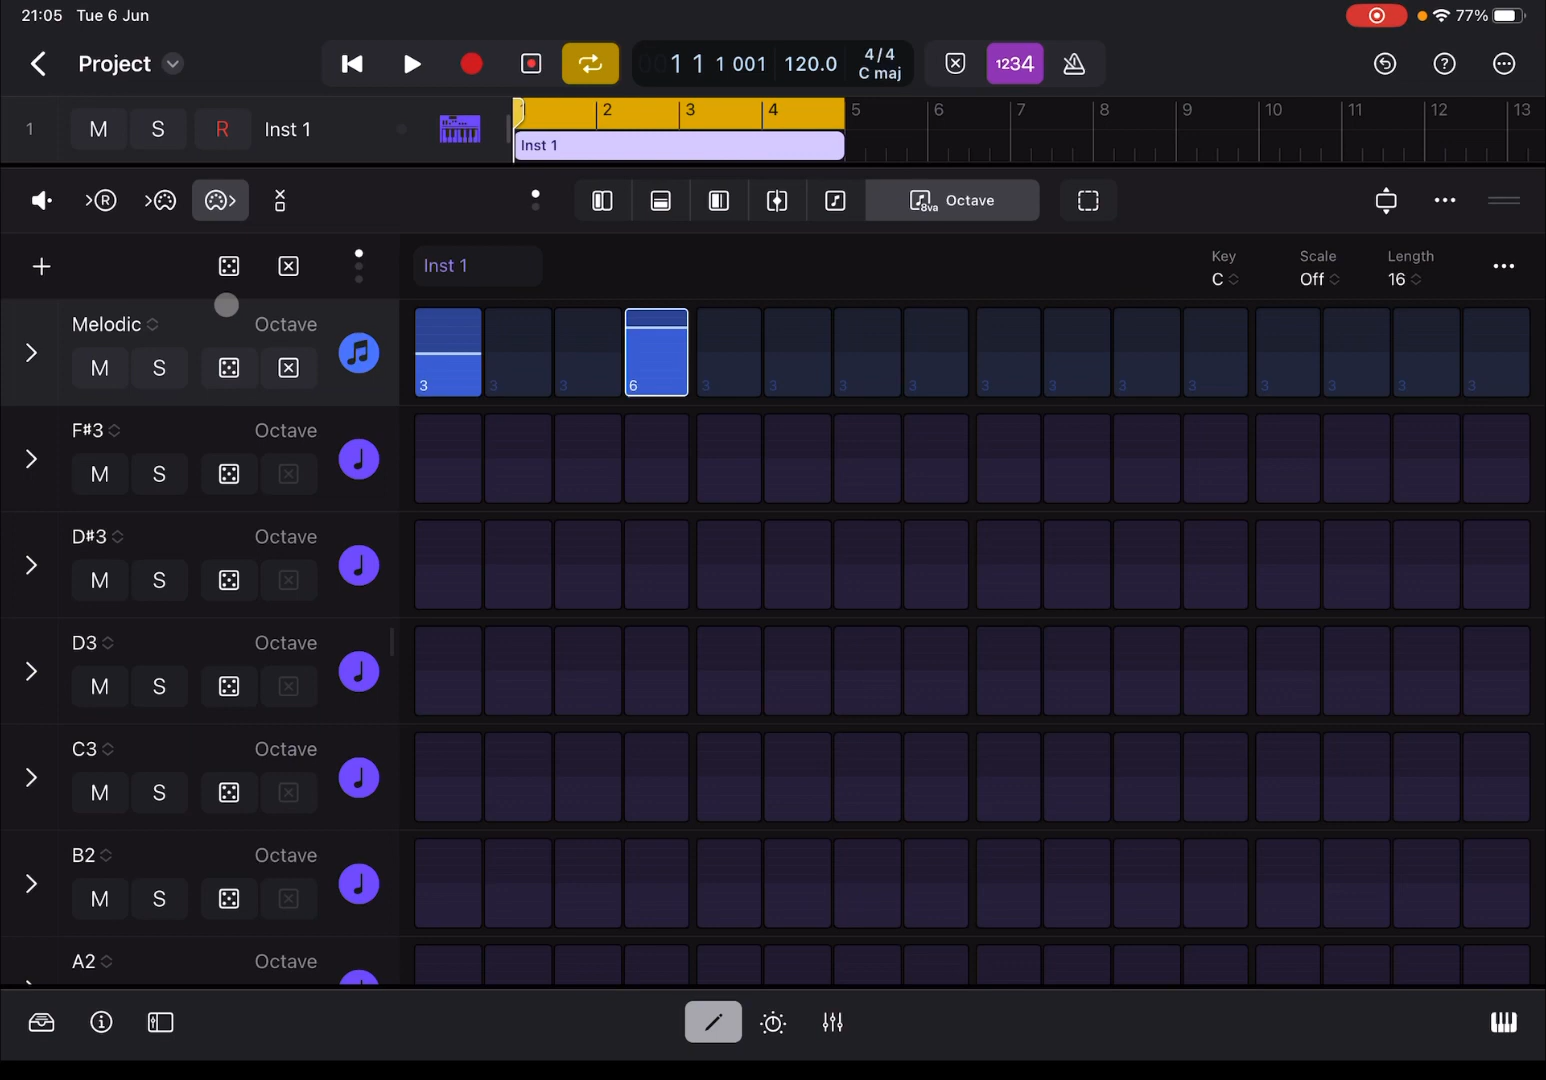 21:05 Tue 6 Jun
77%
Project
1 1 1 001 120.0
4/4
C maj
1234
1 M S R Inst 1
1 2 3 4 5 6 7 8 9 10 11 12 13
Inst 1
R
8va Octave
Inst 1
Key
C
Scale
Off
Length
16
Melodic Octave
M S
3 3 3 6 3 3 3 3 3 3 3 3 3 3 3 3
F#3 Octave
M S
D#3 Octave
M S
D3 Octave
M S
C3 Octave
M S
B2 Octave
M S
A2 Octave